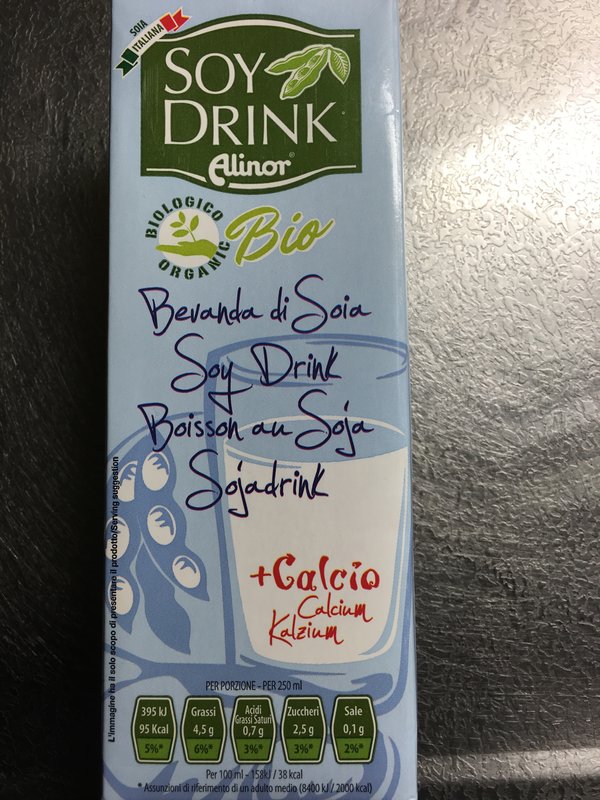 SOIA
ITALIANA
SOY
DRINK
Alinor®
BIOLOGICO
ORGANIC
Bio
Bevanda di Soia
Soy Drink
Boisson au Soja
Sojadrink
+Calcio
Calcium
Kalzium
L'immagine ha il solo scopo di presentare il prodotto/Serving suggestion
PER PORZIONE - PER 250 ml
395 kJ
95 Kcal
5%*
Grassi
4,5 g
6%*
Acidi
Grassi Saturi
0,7 g
3%*
Zuccheri
2,5 g
3%*
Sale
0,1 g
2%*
Per 100 ml - 158kJ / 38 kcal
* Assunzioni di riferimento di un adulto medio (8400 kJ / 2000 kcal)